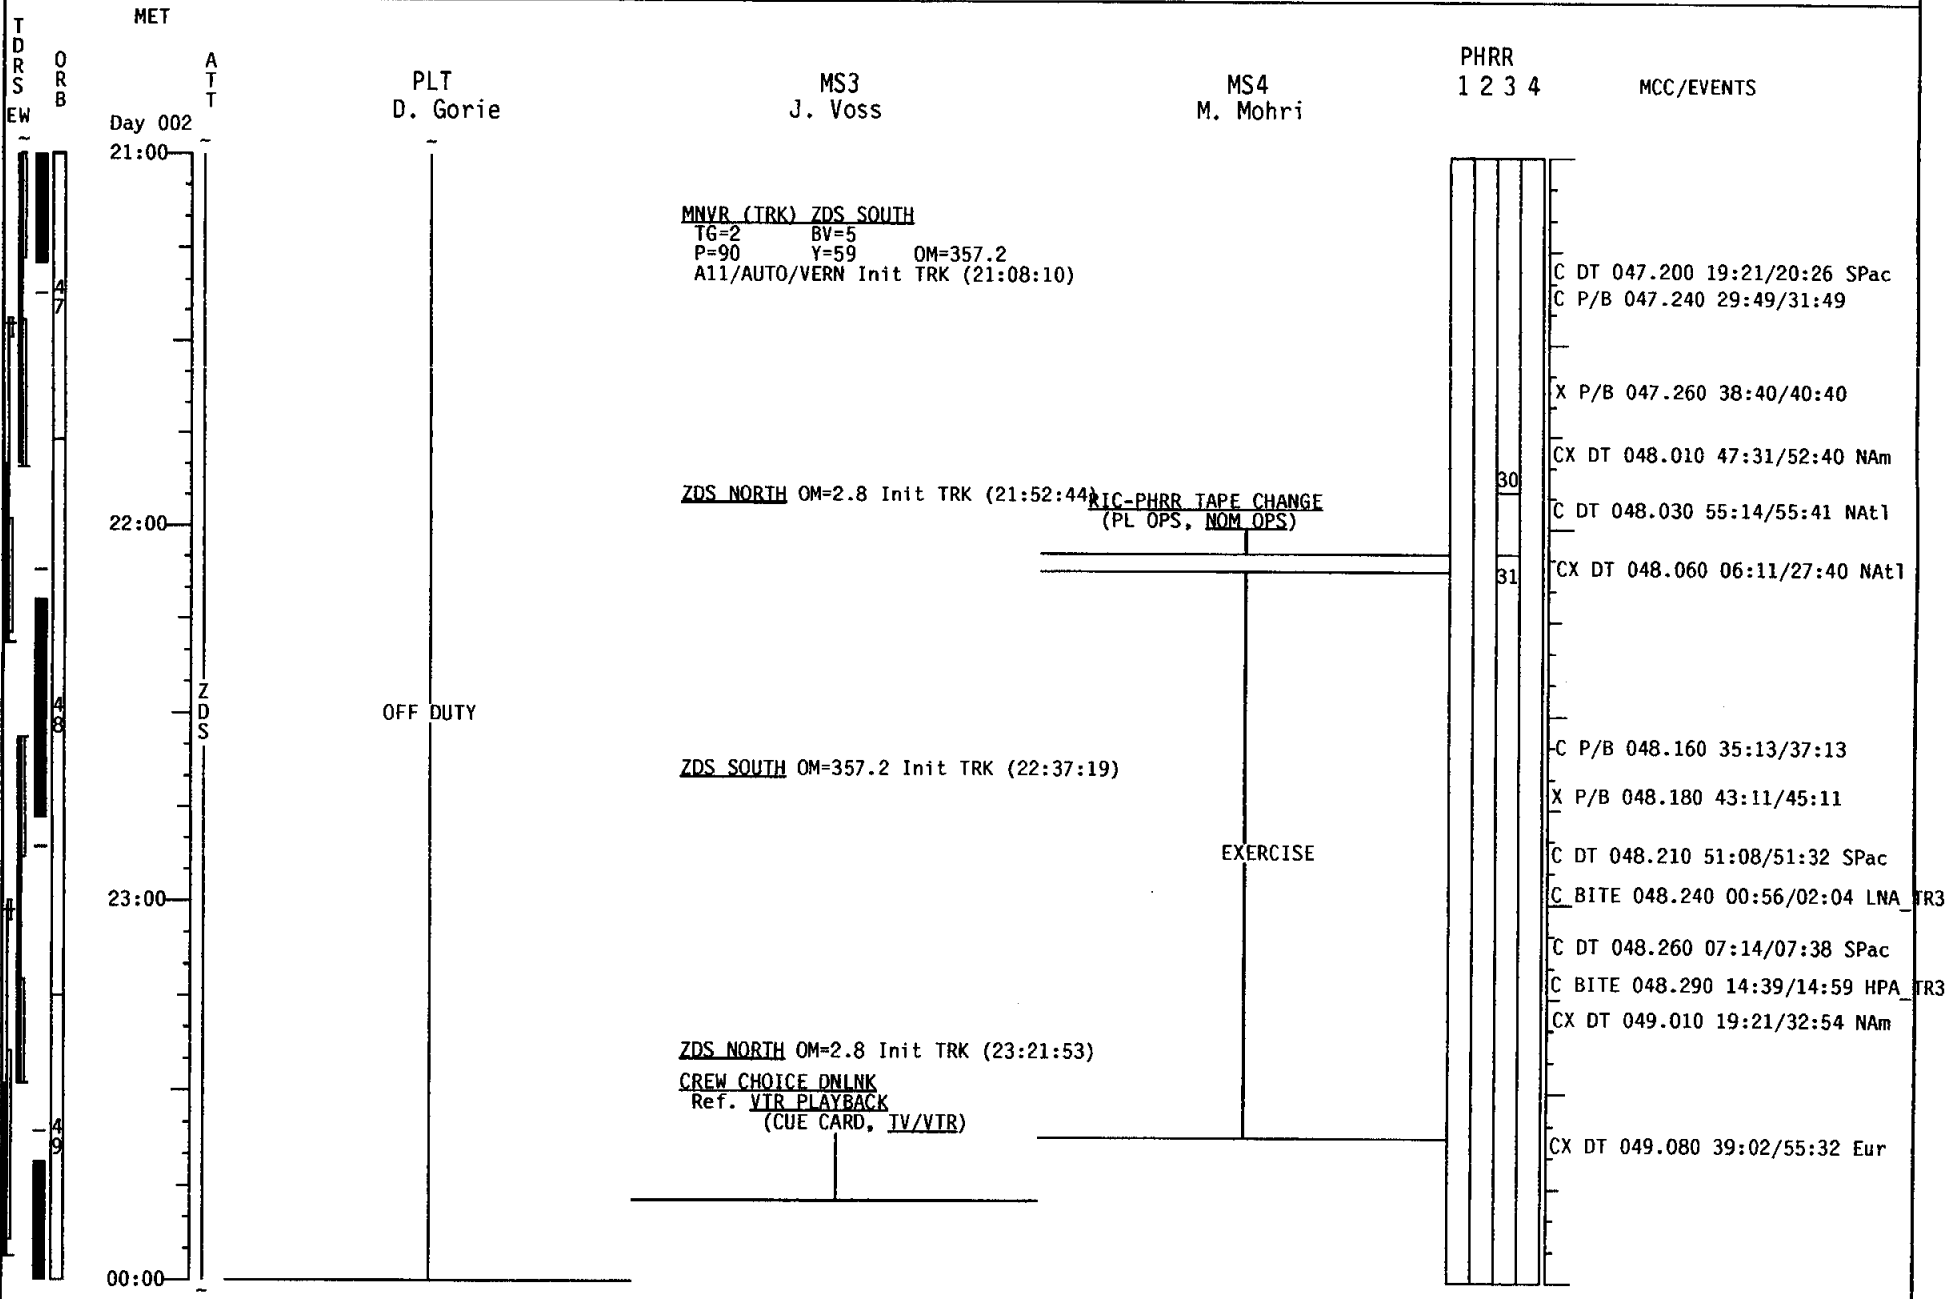 MET
TDRS
ORB
ATT
EW
PLT
D. Gorie
MS3
J. Voss
MS4
M. Mohri
PHRR
1 2 3 4
MCC/EVENTS
Day 002
~
~
~
21:00
MNVR (TRK) ZDS SOUTH
TG=2 BV=5
P=90 Y=59 OM=357.2
A11/AUTO/VERN Init TRK (21:08:10)
C DT 047.200 19:21/20:26 SPac
47
C P/B 047.240 29:49/31:49
X P/B 047.260 38:40/40:40
CX DT 048.010 47:31/52:40 NAm
30
ZDS NORTH OM=2.8 Init TRK (21:52:44)
RIC-PHRR TAPE CHANGE
(PL OPS, NOM OPS)
C DT 048.030 55:14/55:41 NAtl
22:00
31
CX DT 048.060 06:11/27:40 NAtl
ZDS
48
OFF DUTY
C P/B 048.160 35:13/37:13
ZDS SOUTH OM=357.2 Init TRK (22:37:19)
X P/B 048.180 43:11/45:11
EXERCISE
C DT 048.210 51:08/51:32 SPac
23:00
C BITE 048.240 00:56/02:04 LNA_TR3
C DT 048.260 07:14/07:38 SPac
C BITE 048.290 14:39/14:59 HPA_TR3
CX DT 049.010 19:21/32:54 NAm
ZDS NORTH OM=2.8 Init TRK (23:21:53)
CREW CHOICE DNLNK
Ref. VTR PLAYBACK
(CUE CARD, TV/VTR)
49
CX DT 049.080 39:02/55:32 Eur
00:00
~